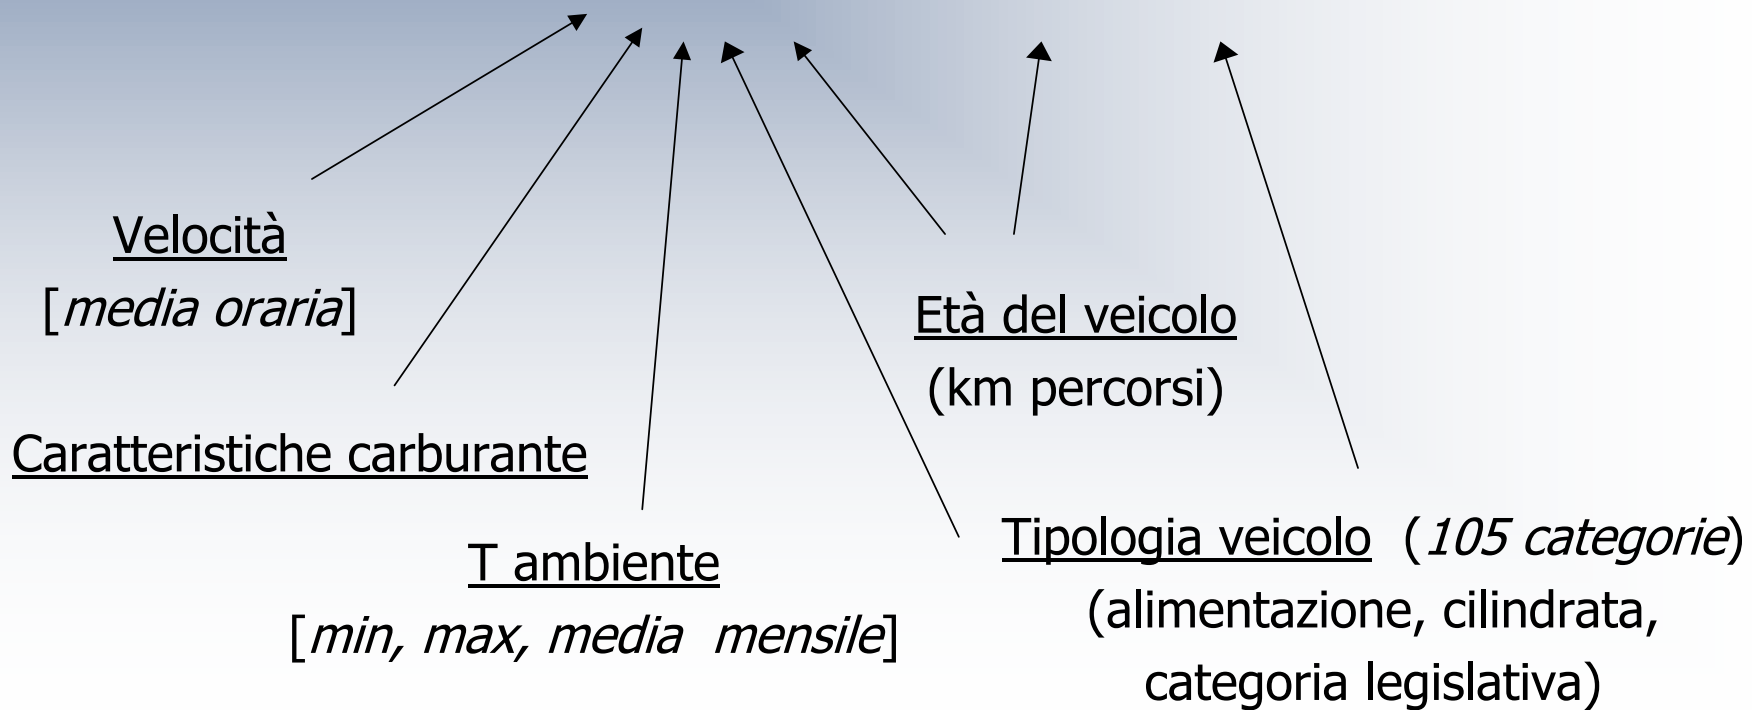 Velocità
[media oraria]
Età del veicolo
(km percorsi)
Caratteristiche carburante
T ambiente
[min, max, media mensile]
Tipologia veicolo (105 categorie)
(alimentazione, cilindrata,
categoria legislativa)